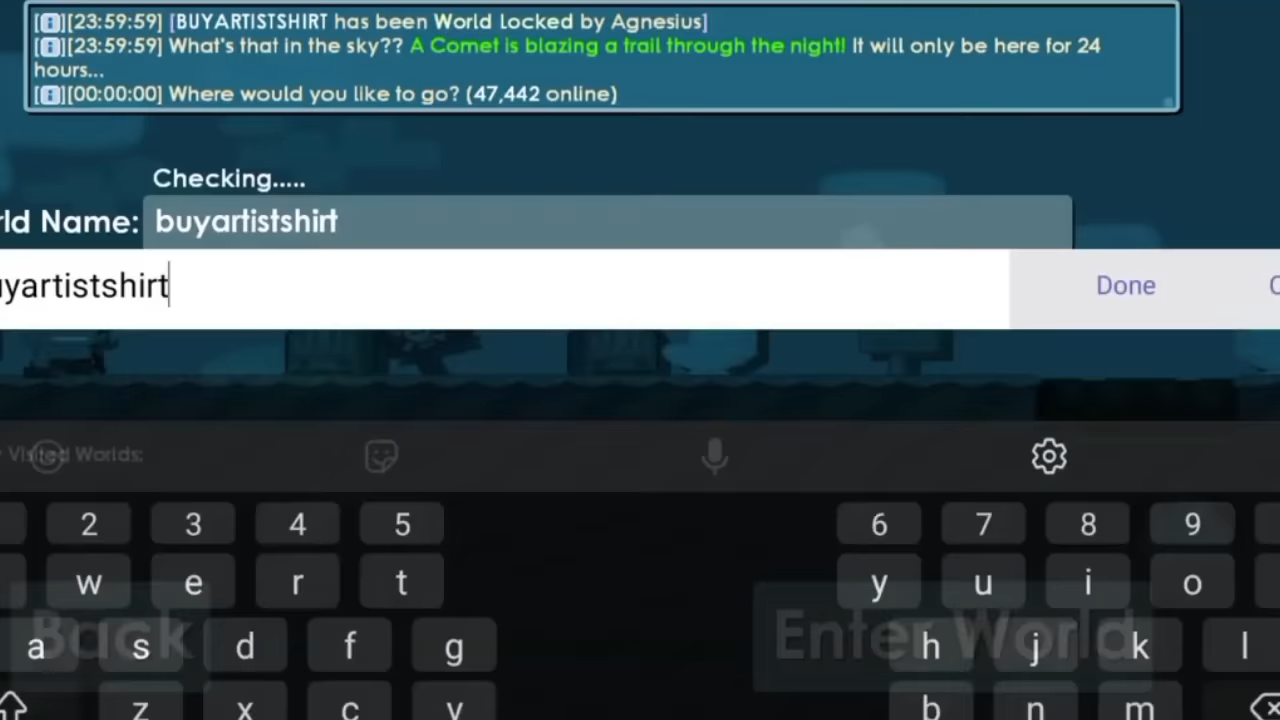 [i][23:59:59] [BUYARTISTSHIRT has been World locked by Agnesius]
[i][23:59:59] What's that in the sky?? A Comet is blazing a trail through the night! It will only be here for 24
hours...
[i][00:00:00] Where would you like to go? (47,442 online)
Checking.....
rld Name: buyartistshirt
uyartistshirt Done C
Visited Worlds:
2 3 4 5 6 7 8 9
w e r t y u i o
Back Enter World
a s d f g h j k l
z x c v b n m